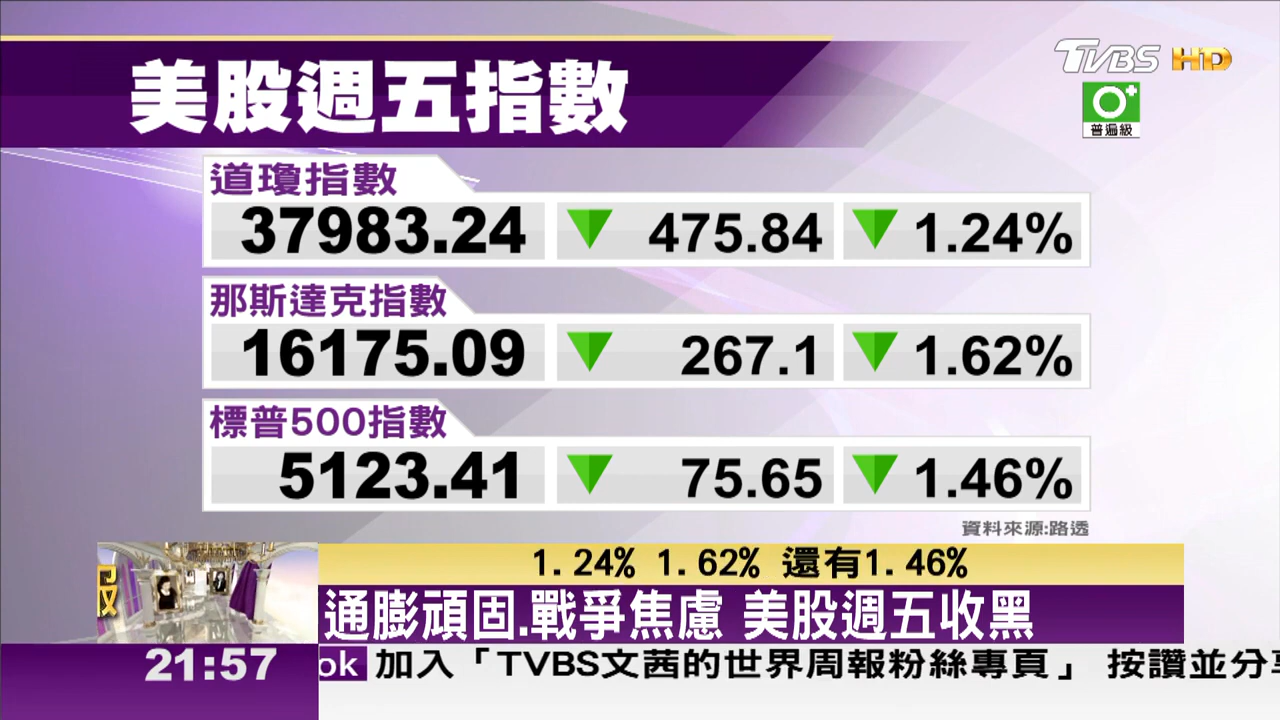 美股週五指數
TVBS HD
O+
普遍級
道瓊指數
37983.24 ▼ 475.84 ▼ 1.24%
那斯達克指數
16175.09 ▼ 267.1 ▼ 1.62%
標普500指數
5123.41 ▼ 75.65 ▼ 1.46%
資料來源:路透
1.24% 1.62% 還有1.46%
報
通膨頑固.戰爭焦慮 美股週五收黑
21:57
ok 加入「TVBS文茜的世界周報粉絲專頁」 按讚並分享